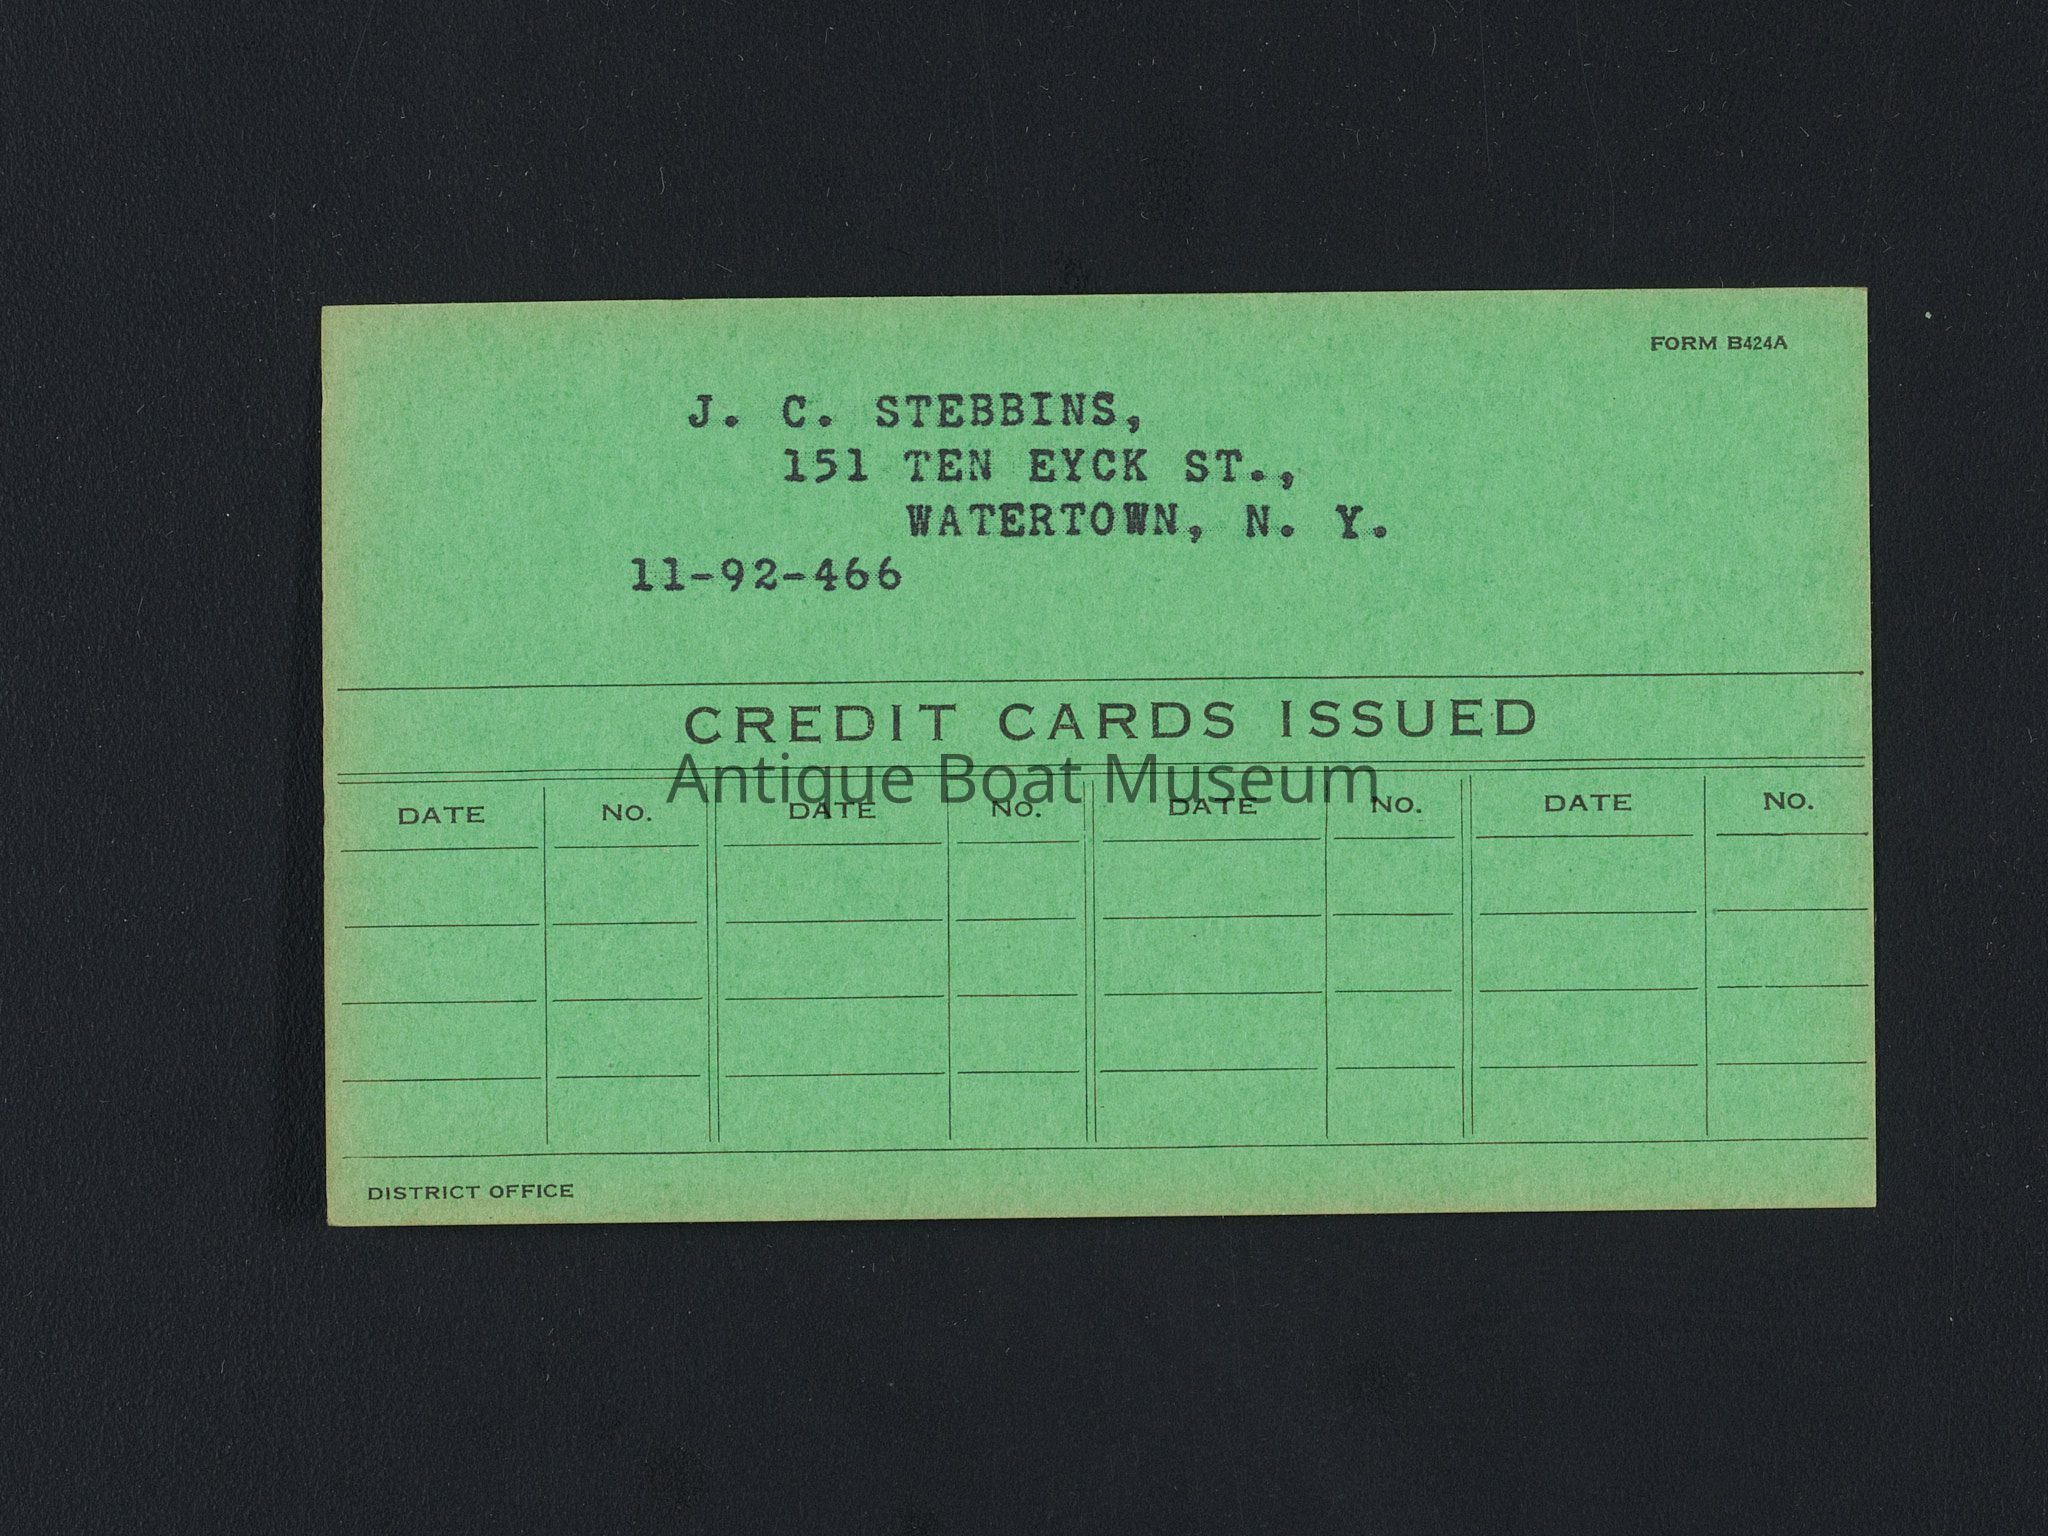 FORM B424A
J. C. STEBBINS,
151 TEN EYCK ST.,
WATERTOWN, N. Y.
11-92-466
CREDIT CARDS ISSUED
Antique Boat Museum
DATE No. DATE No. DATE No. DATE No.
DISTRICT OFFICE